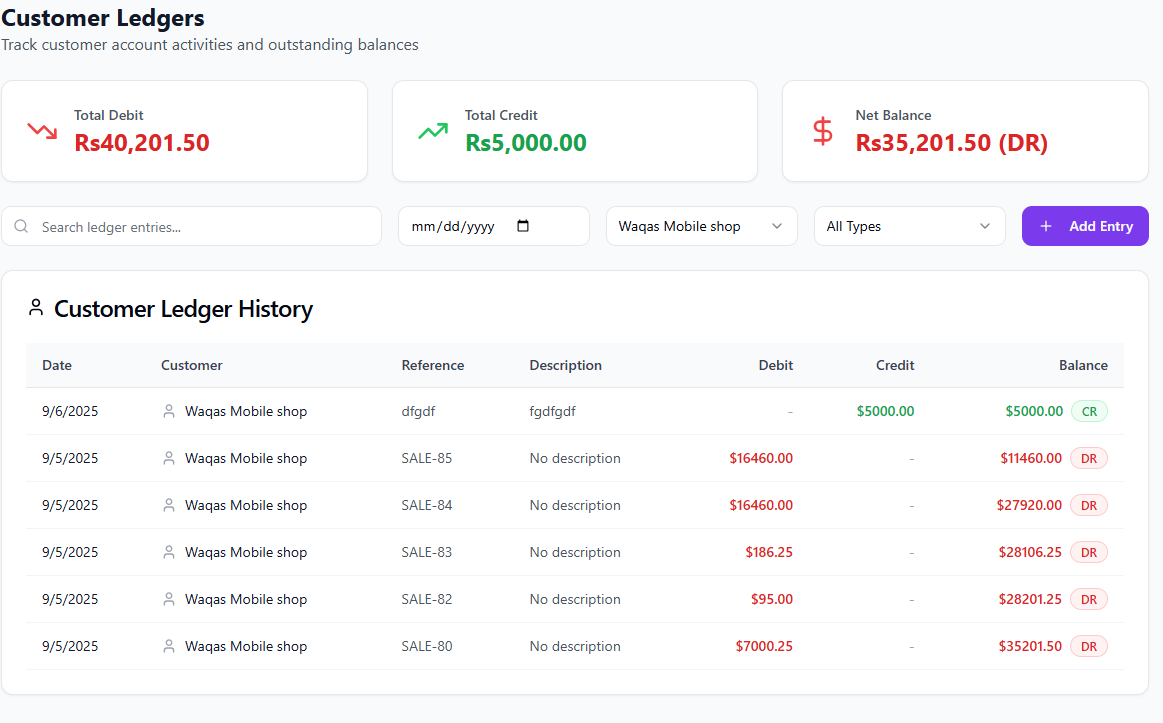 Customer Ledgers
Track customer account activities and outstanding balances
Total Debit
Rs40,201.50
Total Credit
Rs5,000.00
Net Balance
Rs35,201.50 (DR)
Search ledger entries...
mm/dd/yyyy
Waqas Mobile shop
All Types
+ Add Entry
Customer Ledger History
Date Customer Reference Description Debit Credit Balance
9/6/2025 Waqas Mobile shop dfgdf fgdfgdf - $5000.00 $5000.00 CR
9/5/2025 Waqas Mobile shop SALE-85 No description $16460.00 - $11460.00 DR
9/5/2025 Waqas Mobile shop SALE-84 No description $16460.00 - $27920.00 DR
9/5/2025 Waqas Mobile shop SALE-83 No description $186.25 - $28106.25 DR
9/5/2025 Waqas Mobile shop SALE-82 No description $95.00 - $28201.25 DR
9/5/2025 Waqas Mobile shop SALE-80 No description $7000.25 - $35201.50 DR